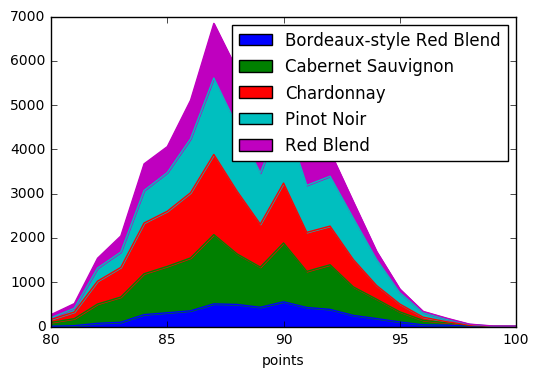 7000
6000
5000
4000
3000
2000
1000
0
80 85 90 95 100
points
Bordeaux-style Red Blend
Cabernet Sauvignon
Chardonnay
Pinot Noir
Red Blend